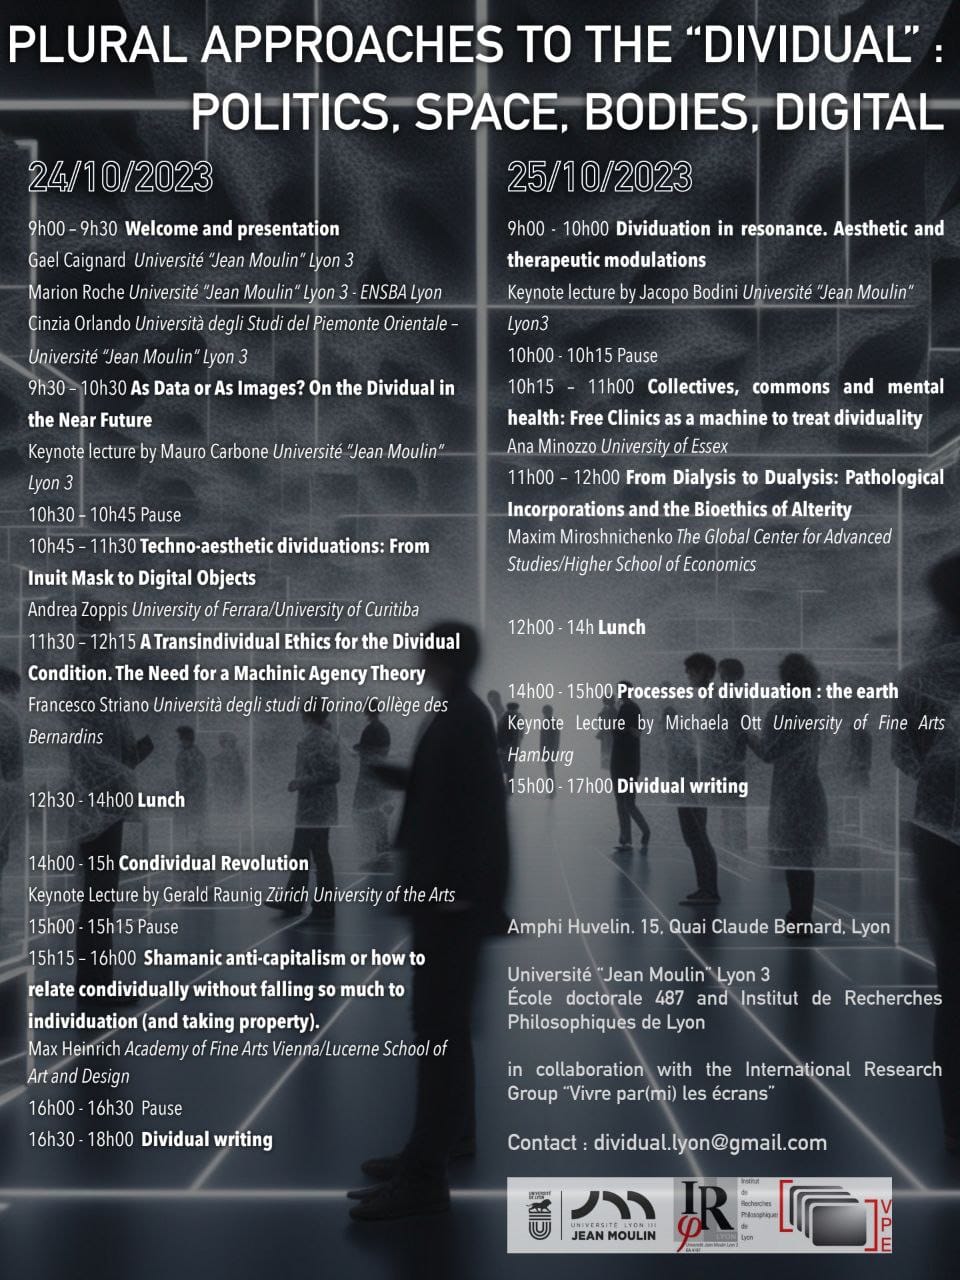 PLURAL APPROACHES TO THE “DIVIDUAL” :
POLITICS, SPACE, BODIES, DIGITAL
24/10/2023
9h00 – 9h30 Welcome and presentation
Gael Caignard Université “Jean Moulin” Lyon 3
Marion Roche Université “Jean Moulin” Lyon 3 - ENSBA Lyon
Cinzia Orlando Università degli Studi del Piemonte Orientale –
Université “Jean Moulin” Lyon 3
9h30 – 10h30 As Data or As Images? On the Dividual in
the Near Future
Keynote lecture by Mauro Carbone Université “Jean Moulin”
Lyon 3
10h30 – 10h45 Pause
10h45 – 11h30 Techno-aesthetic dividuations: From
Inuit Mask to Digital Objects
Andrea Zoppis University of Ferrara/University of Curitiba
11h30 – 12h15 A Transindividual Ethics for the Dividual
Condition. The Need for a Machinic Agency Theory
Francesco Striano Università degli studi di Torino/Collège des
Bernardins
12h30 - 14h00 Lunch
14h00 - 15h Condividual Revolution
Keynote Lecture by Gerald Raunig Zürich University of the Arts
15h00 - 15h15 Pause
15h15 – 16h00 Shamanic anti-capitalism or how to
relate condividually without falling so much to
individuation (and taking property).
Max Heinrich Academy of Fine Arts Vienna/Lucerne School of
Art and Design
16h00 - 16h30 Pause
16h30 - 18h00 Dividual writing
25/10/2023
9h00 - 10h00 Dividuation in resonance. Aesthetic and
therapeutic modulations
Keynote lecture by Jacopo Bodini Université “Jean Moulin”
Lyon3
10h00 - 10h15 Pause
10h15 – 11h00 Collectives, commons and mental
health: Free Clinics as a machine to treat dividuality
Ana Minozzo University of Essex
11h00 – 12h00 From Dialysis to Dualysis: Pathological
Incorporations and the Bioethics of Alterity
Maxim Miroshnichenko The Global Center for Advanced
Studies/Higher School of Economics
12h00 - 14h Lunch
14h00 - 15h00 Processes of dividuation : the earth
Keynote Lecture by Michaela Ott University of Fine Arts
Hamburg
15h00 - 17h00 Dividual writing
Amphi Huvelin. 15, Quai Claude Bernard, Lyon
Université “Jean Moulin” Lyon 3
École doctorale 487 and Institut de Recherches
Philosophiques de Lyon
in collaboration with the International Research
Group “Vivre par(mi) les écrans”
Contact : dividual.lyon@gmail.com
UNIVERSITÉ
DE LYON
UNIVERSITÉ LYON III
JEAN MOULIN
IR
φ
LYON
Institut
de
Recherches
Philosophiques
de
Lyon
VPE